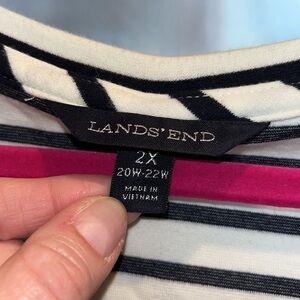 LANDS' END
2X
20W-22W
MADE IN
VIETNAM